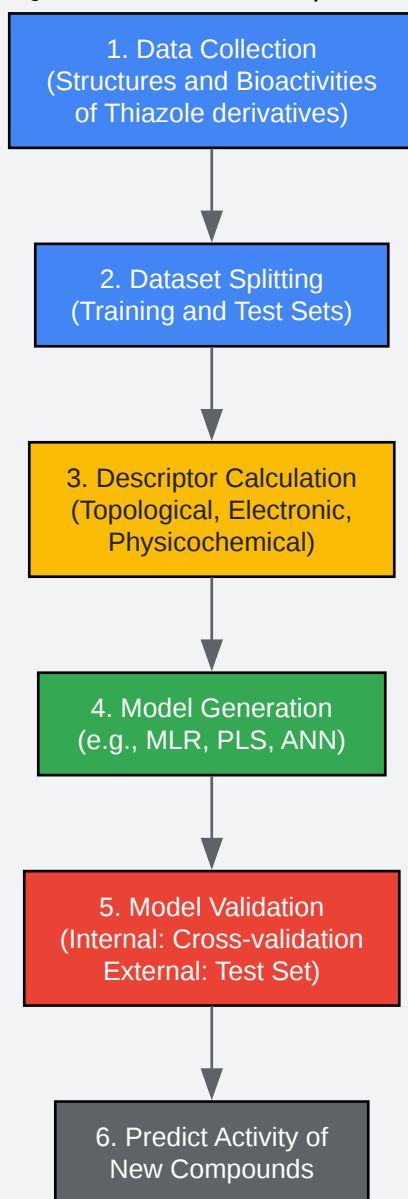 1. Data Collection
(Structures and Bioactivities
of Thiazole derivatives)
2. Dataset Splitting
(Training and Test Sets)
3. Descriptor Calculation
(Topological, Electronic,
Physicochemical)
4. Model Generation
(e.g., MLR, PLS, ANN)
5. Model Validation
(Internal: Cross-validation
External: Test Set)
6. Predict Activity of
New Compounds